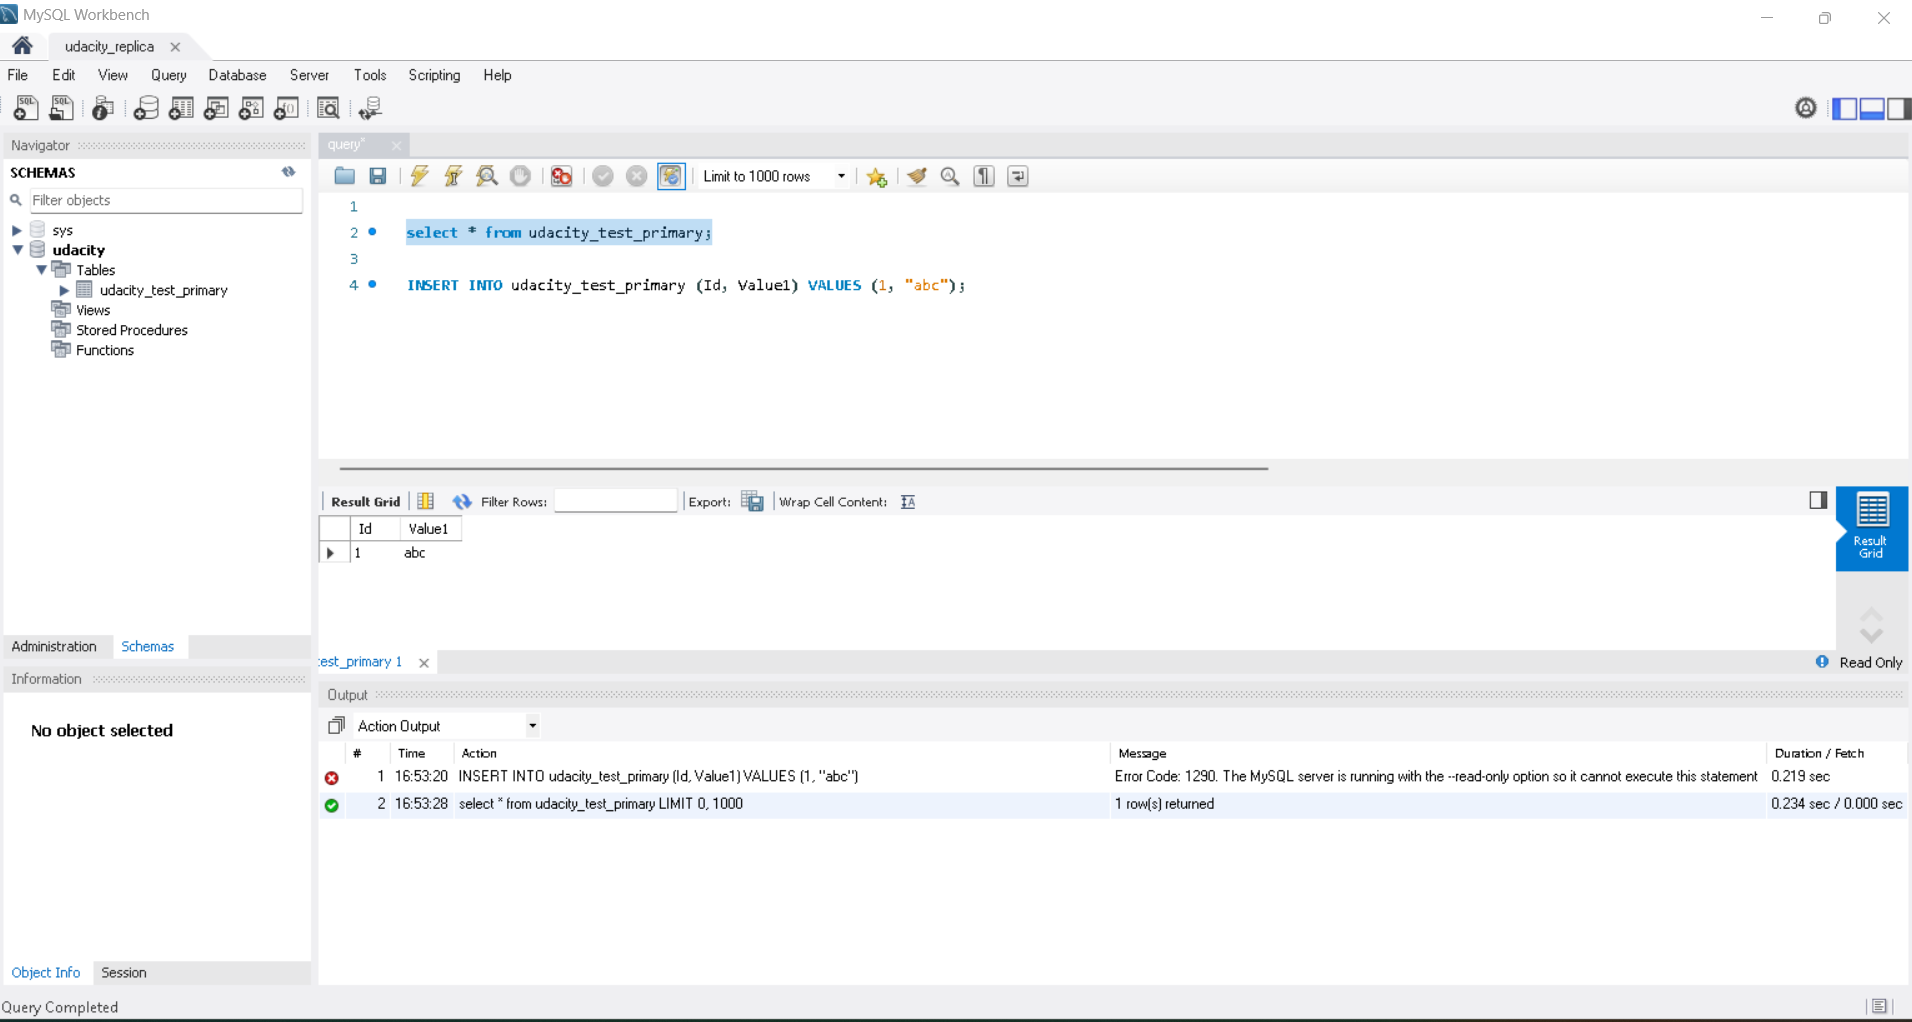 MySQL Workbench
udacity_replica
File Edit View Query Database Server Tools Scripting Help
Navigator
query*
SCHEMAS
Limit to 1000 rows
Filter objects
sys
udacity
Tables
udacity_test_primary
Views
Stored Procedures
Functions
1
2 select * from udacity_test_primary;
3
4 INSERT INTO udacity_test_primary (Id, Value1) VALUES (1, "abc");
Result Grid Filter Rows: Export: Wrap Cell Content:
Id Value1
1 abc
Result
Grid
Administration Schemas
test_primary 1
Read Only
Information
No object selected
Output
Action Output
# Time Action Message Duration / Fetch
1 16:53:20 INSERT INTO udacity_test_primary (Id, Value1) VALUES (1, "abc") Error Code: 1290. The MySQL server is running with the --read-only option so it cannot execute this statement 0.219 sec
2 16:53:28 select * from udacity_test_primary LIMIT 0, 1000 1 row(s) returned 0.234 sec / 0.000 sec
Object Info Session
Query Completed